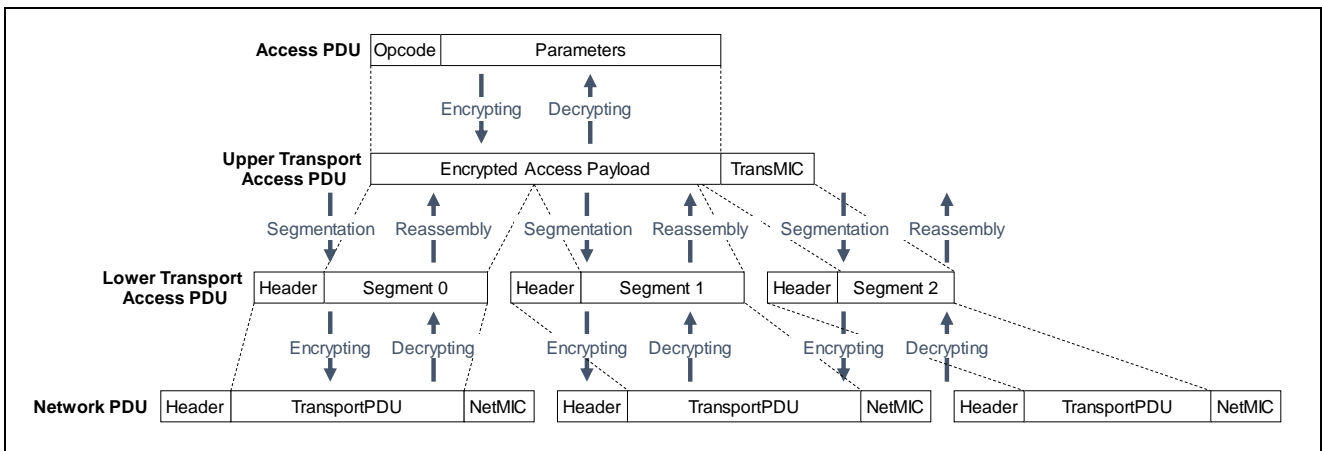 Access PDU Opcode Parameters
Encrypting Decrypting
Upper Transport
Access PDU
Encrypted Access Payload TransMIC
Segmentation Reassembly Segmentation Reassembly Segmentation Reassembly
Lower Transport
Access PDU
Header Segment 0 Header Segment 1 Header Segment 2
Encrypting Decrypting Encrypting Decrypting Encrypting Decrypting
Network PDU Header TransportPDU NetMIC Header TransportPDU NetMIC Header TransportPDU NetMIC